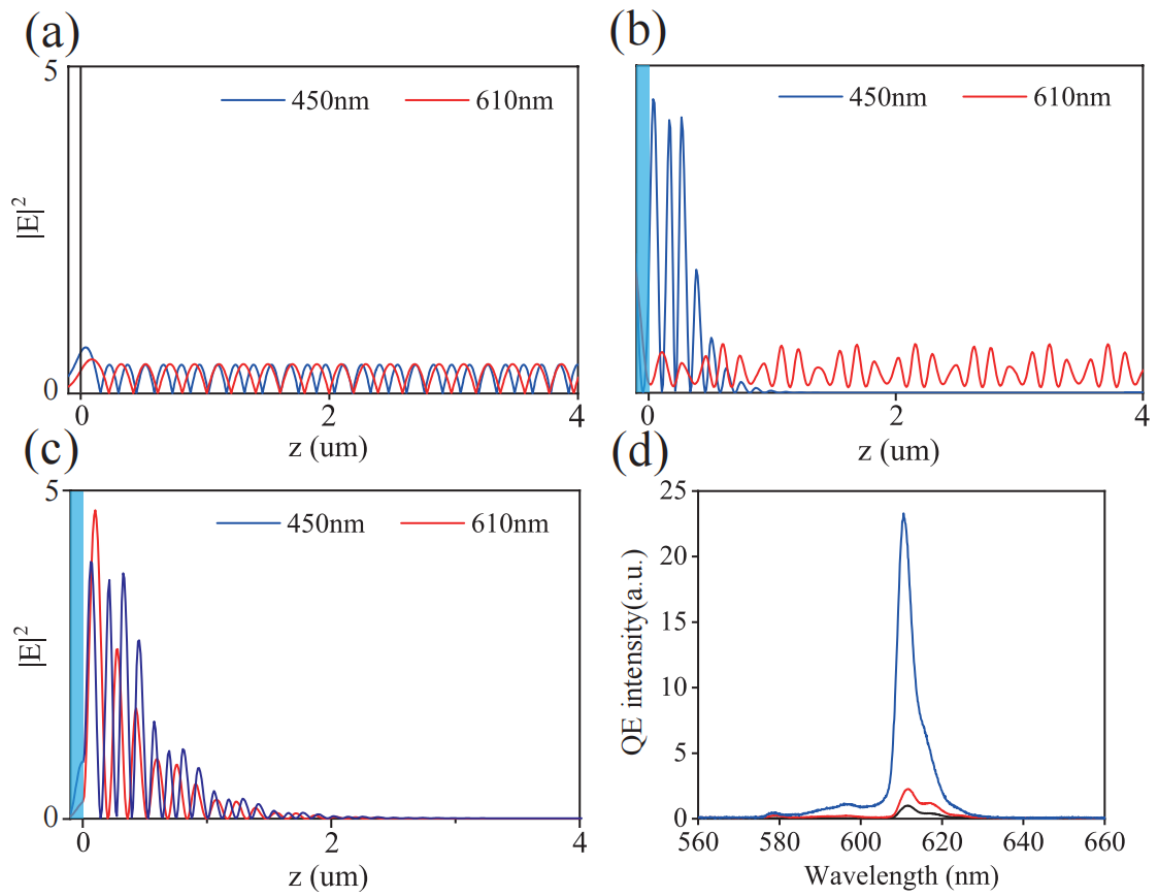 (a)
5
450nm 610nm
|E|²
0
0 2 4
z (um)
(b)
450nm 610nm
0 2 4
z (um)
(c)
5
450nm 610nm
|E|²
0
0 2 4
z (um)
(d)
25
20
15
10
5
0
QE intensity(a.u.)
560 580 600 620 640 660
Wavelength (nm)